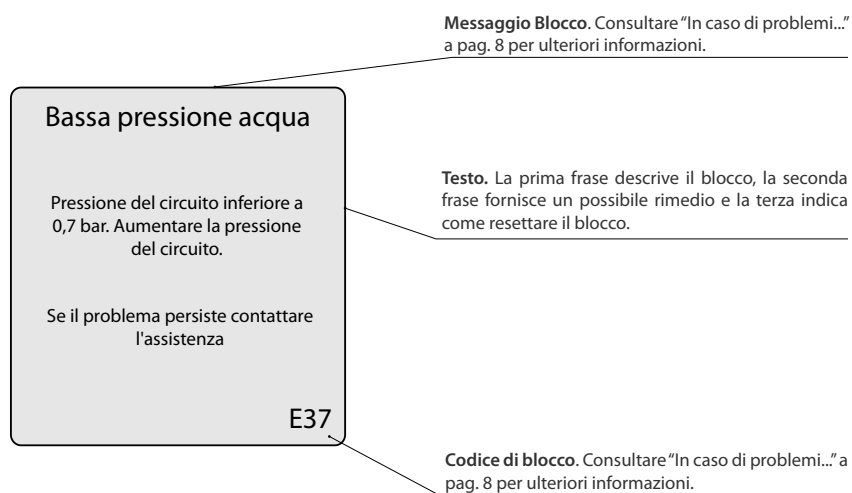 Messaggio Blocco. Consultare “In caso di problemi...”
a pag. 8 per ulteriori informazioni.
Bassa pressione acqua
Pressione del circuito inferiore a
0,7 bar. Aumentare la pressione
del circuito.
Se il problema persiste contattare
l'assistenza
E37
Testo. La prima frase descrive il blocco, la seconda
frase fornisce un possibile rimedio e la terza indica
come resettare il blocco.
Codice di blocco. Consultare “In caso di problemi...” a
pag. 8 per ulteriori informazioni.